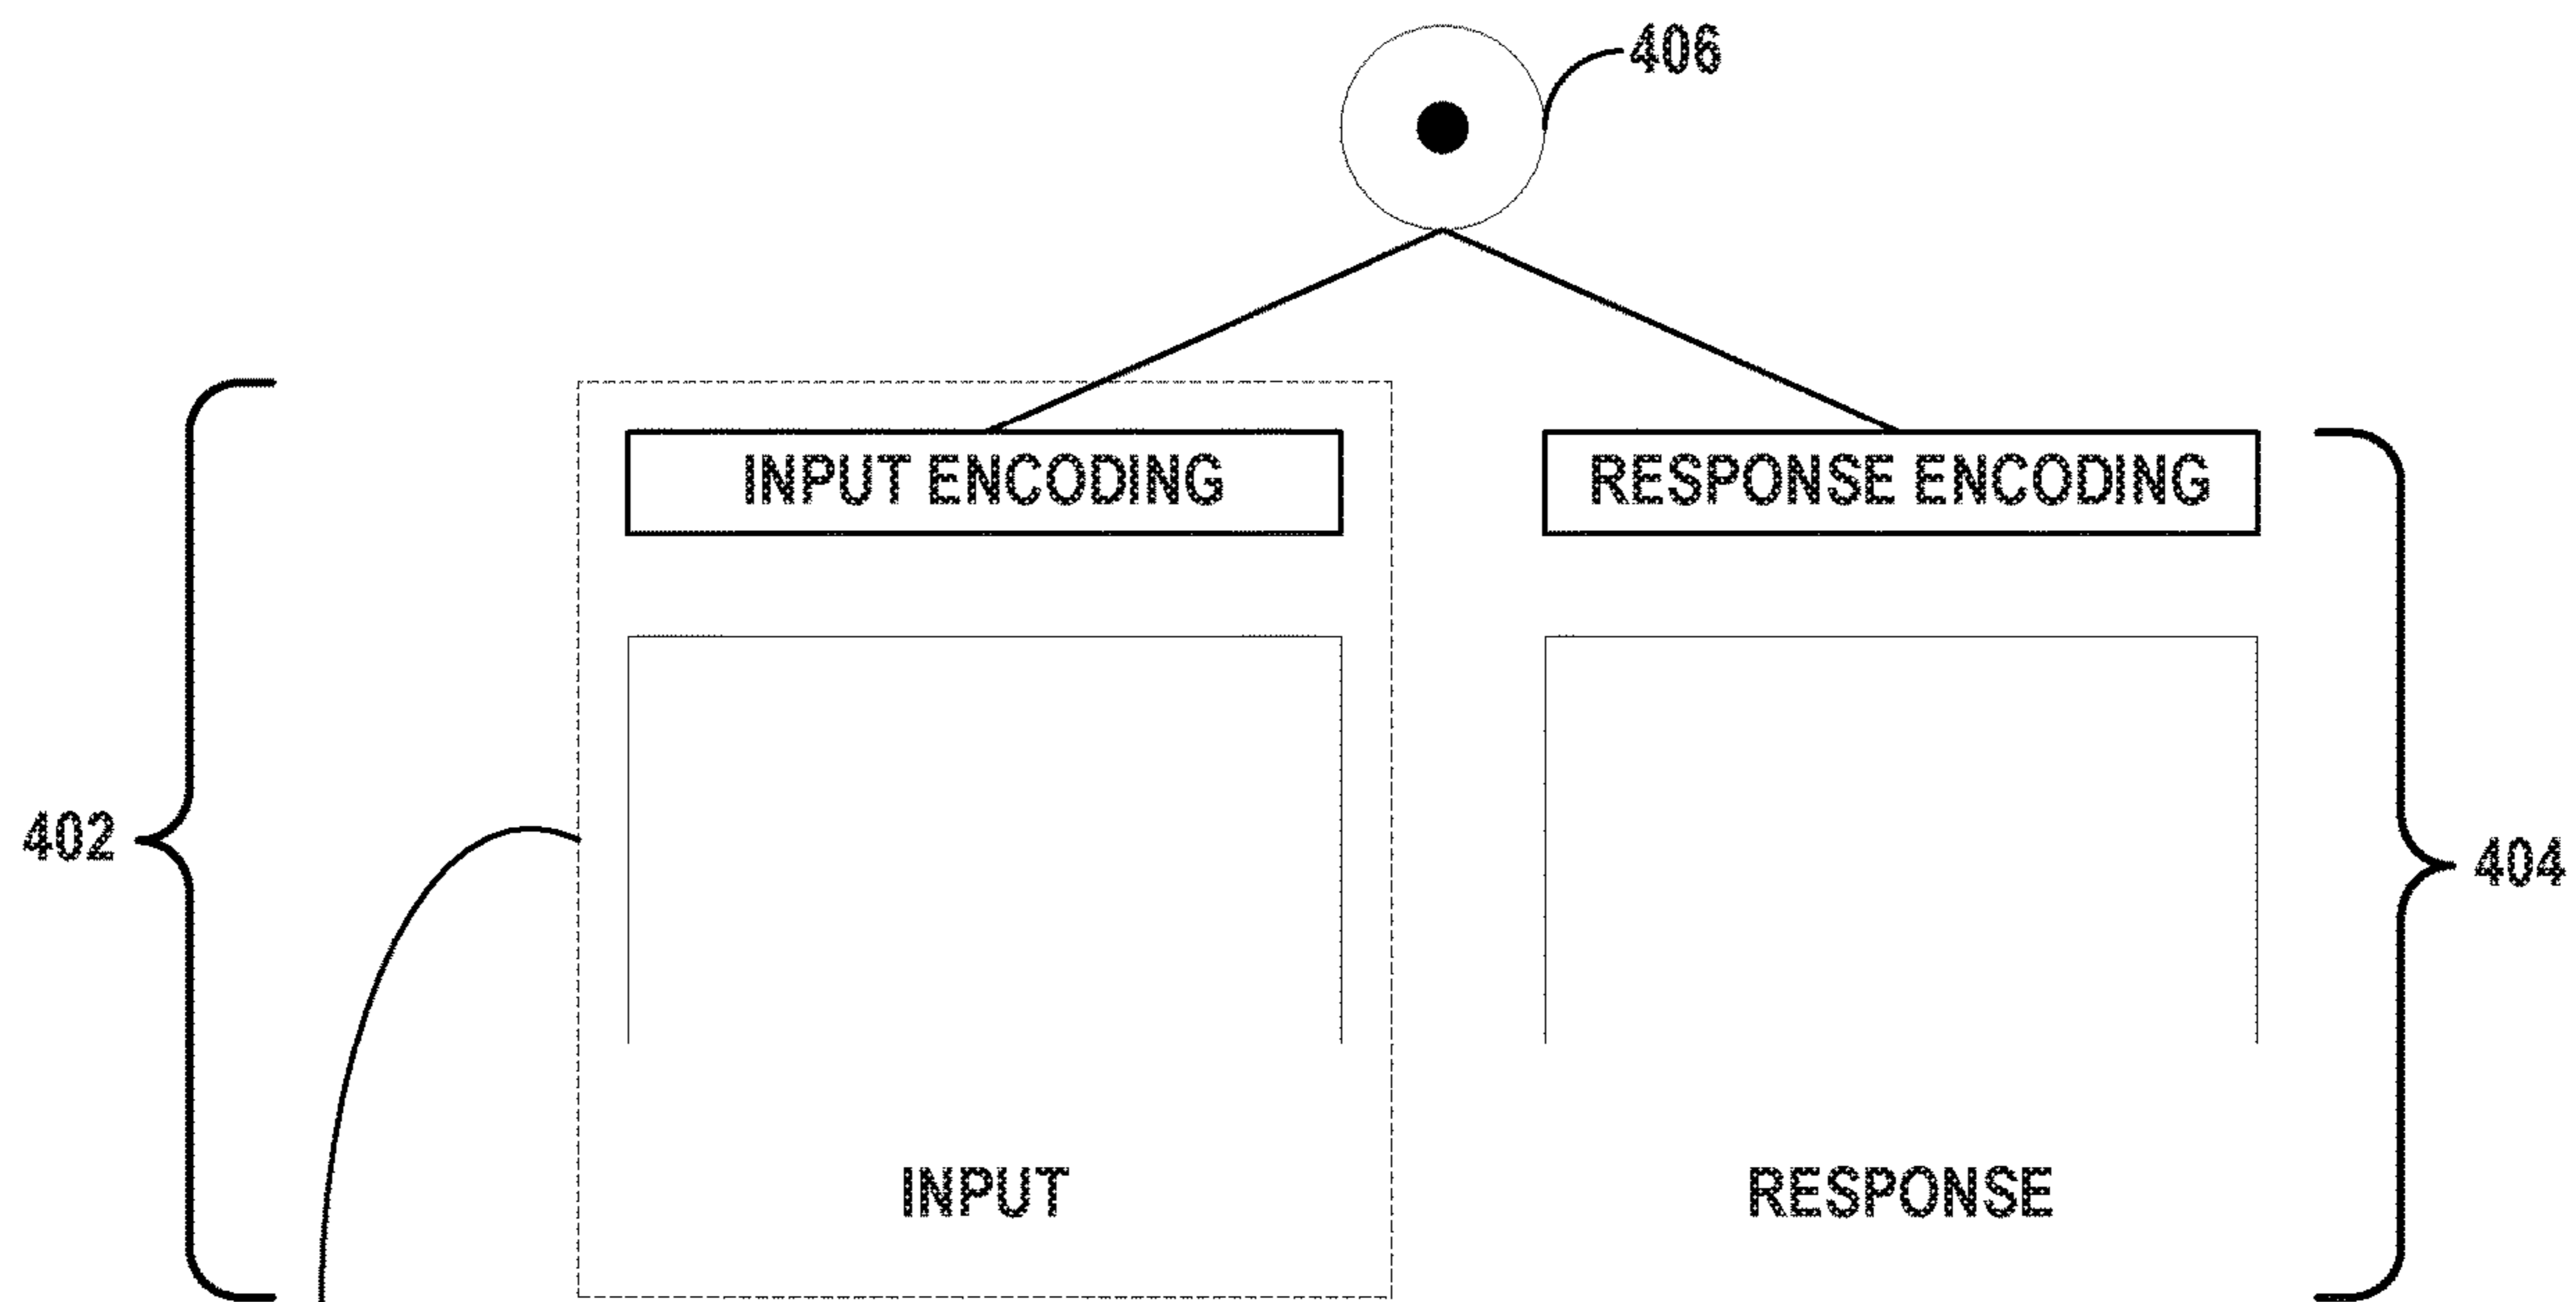 406
INPUT ENCODING
RESPONSE ENCODING
402
404
INPUT
RESPONSE